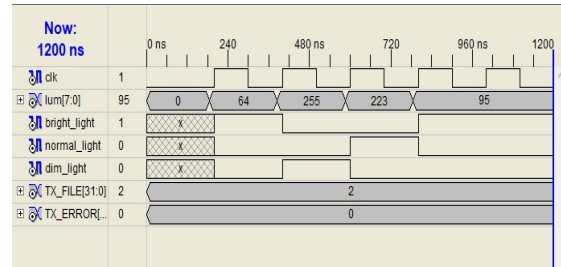 Now:
1200 ns
0 ns 240 480 ns 720 960 ns 1200
clk 1
lum[7:0] 95 0 64 255 223 95
bright_light 1 x
normal_light 0 x
dim_light 0 x
TX_FILE[31:0] 2 2
TX_ERROR[... 0 0